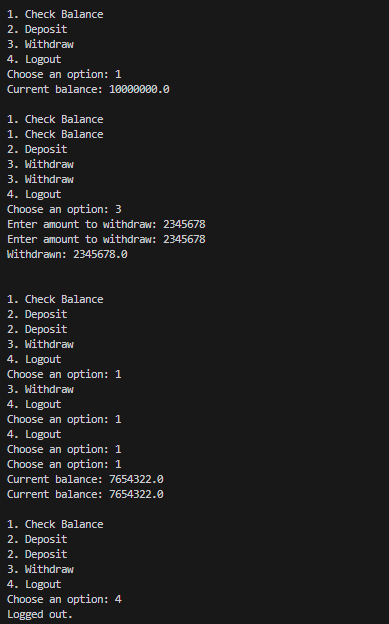 1. Check Balance
2. Deposit
3. Withdraw
4. Logout
Choose an option: 1
Current balance: 10000000.0
1. Check Balance
1. Check Balance
2. Deposit
3. Withdraw
3. Withdraw
4. Logout
Choose an option: 3
Enter amount to withdraw: 2345678
Enter amount to withdraw: 2345678
Withdrawn: 2345678.0
1. Check Balance
2. Deposit
2. Deposit
3. Withdraw
4. Logout
Choose an option: 1
3. Withdraw
4. Logout
Choose an option: 1
4. Logout
Choose an option: 1
Choose an option: 1
Current balance: 7654322.0
Current balance: 7654322.0
1. Check Balance
2. Deposit
2. Deposit
3. Withdraw
4. Logout
Choose an option: 4
Logged out.